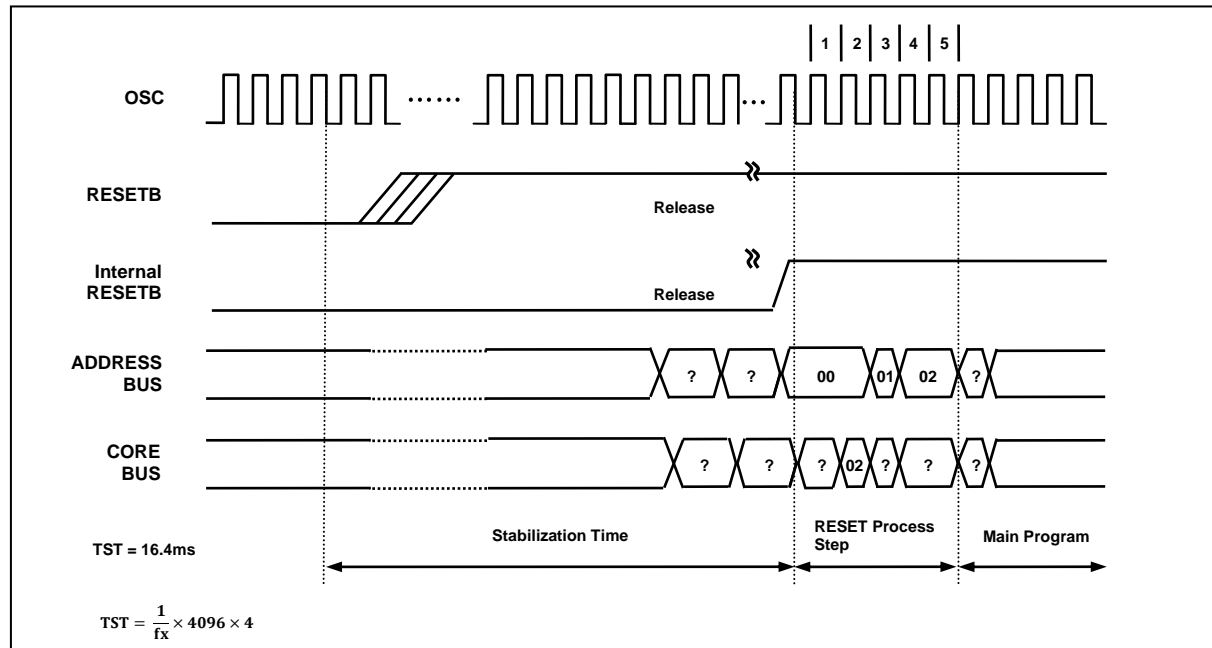 1 2 3 4 5
OSC
······ ...
RESETB
Release
Internal
RESETB
Release
ADDRESS
BUS
? ? 00 01 02 ?
CORE
BUS
? ? ? 02 ? ? ?
TST = 16.4ms
Stabilization Time
RESET Process
Step
Main Program
TST = 1/fx × 4096 × 4